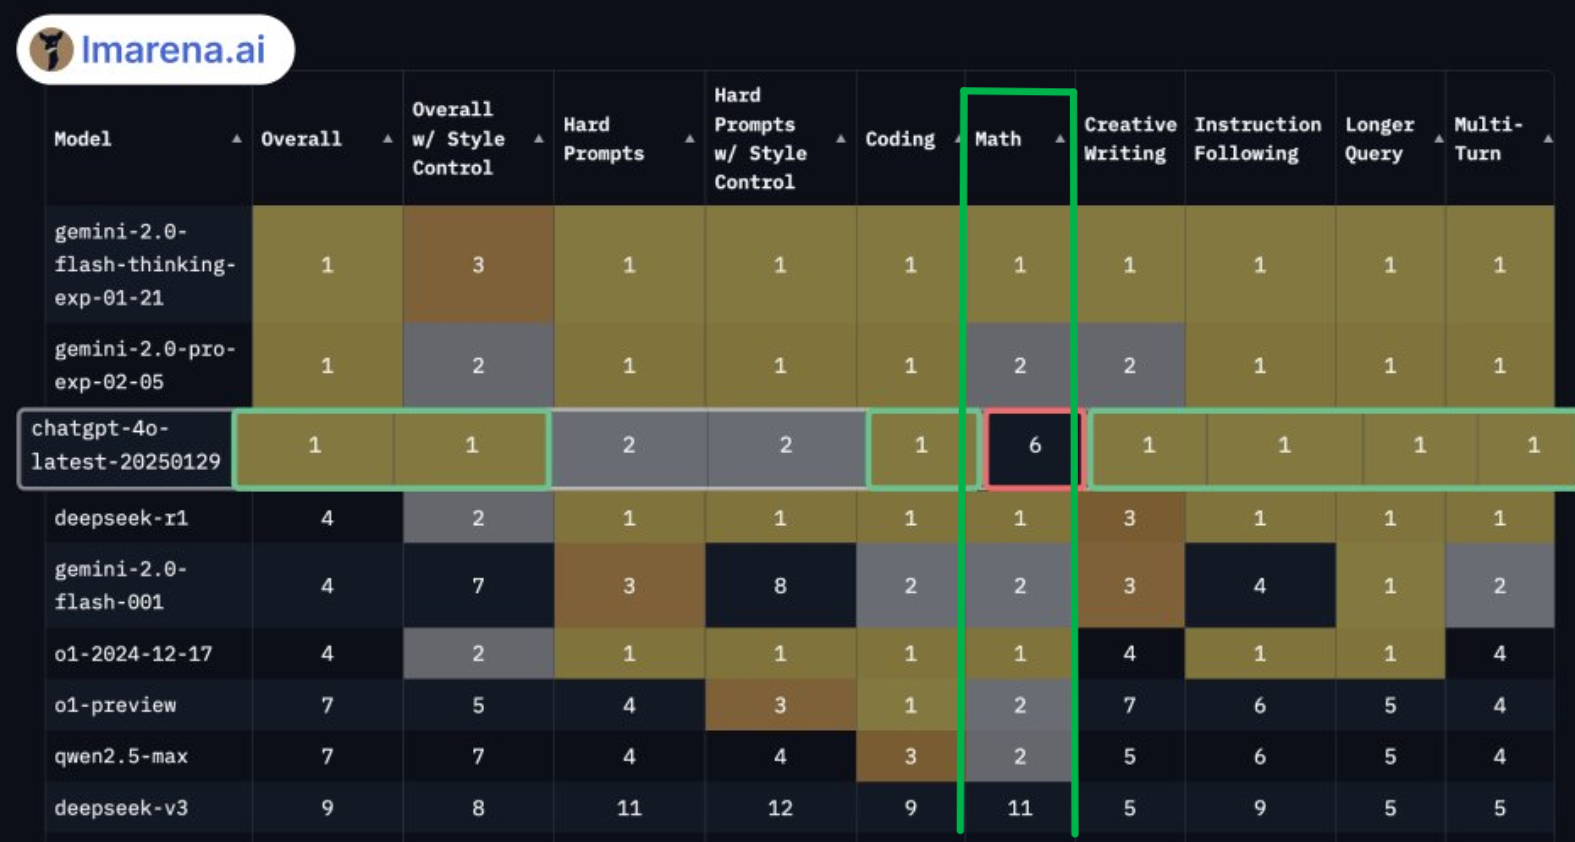 lmarena.ai
Model Overall Overall w/ Style Control Hard Prompts Hard Prompts w/ Style Control Coding Math Creative Writing Instruction Following Longer Query Multi-Turn
gemini-2.0-flash-thinking-exp-01-21 1 3 1 1 1 1 1 1 1 1
gemini-2.0-pro-exp-02-05 1 2 1 1 1 2 2 1 1 1
chatgpt-4o-latest-20250129 1 1 2 2 1 6 1 1 1 1
deepseek-r1 4 2 1 1 1 1 3 1 1 1
gemini-2.0-flash-001 4 7 3 8 2 2 3 4 1 2
o1-2024-12-17 4 2 1 1 1 1 4 1 1 4
o1-preview 7 5 4 3 1 2 7 6 5 4
qwen2.5-max 7 7 4 4 3 2 5 6 5 4
deepseek-v3 9 8 11 12 9 11 5 9 5 5